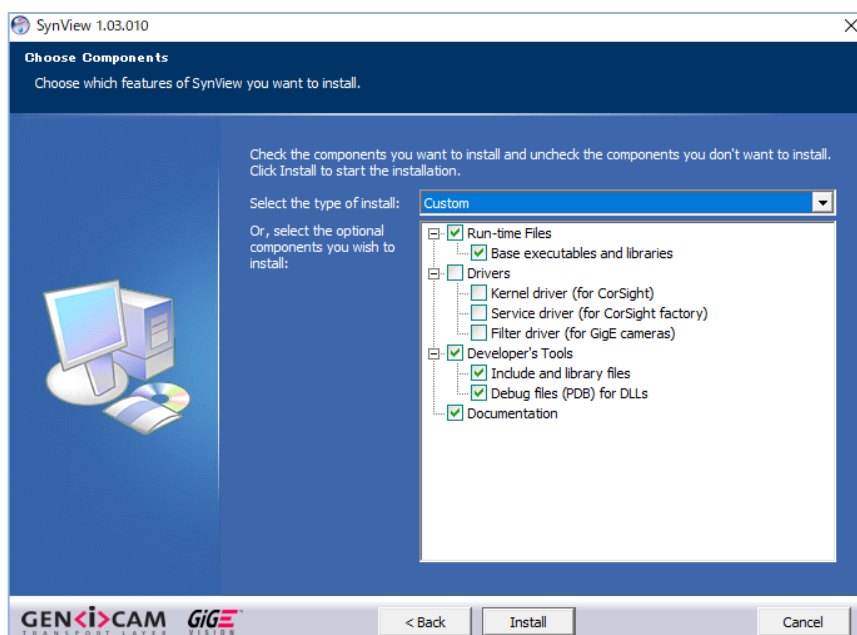 SynView 1.03.010
Choose Components
Choose which features of SynView you want to install.
Check the components you want to install and uncheck the components you don't want to install.
Click Install to start the installation.
Select the type of install:
Custom
Or, select the optional
components you wish to
install:
Run-time Files
Base executables and libraries
Drivers
Kernel driver (for CorSight)
Service driver (for CorSight factory)
Filter driver (for GigE cameras)
Developer's Tools
Include and library files
Debug files (PDB) for DLLs
Documentation
GEN<i>CAM
TRANSPORT LAYER
GiGE
VISION
< Back
Install
Cancel